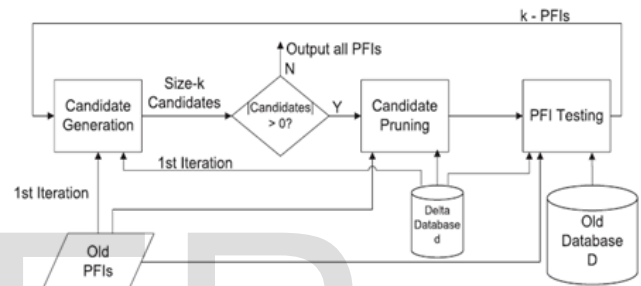 k - PFIs
Output all PFIs
N
Size-k
Candidates
Candidate
Generation
|Candidates|
> 0?
Y
Candidate
Pruning
PFI Testing
1st Iteration
1st Iteration
Delta
Database
d
Old
Database
D
Old
PFIs